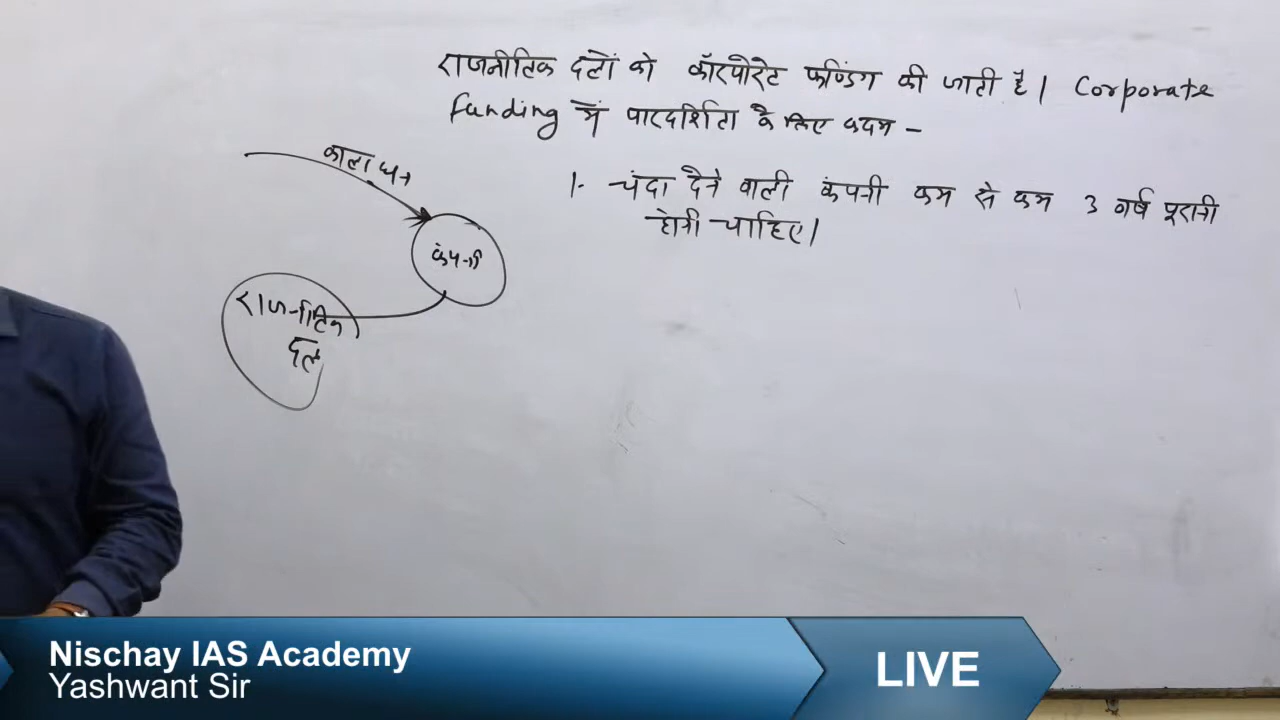 राजनीतिक दलों को कॉरपोरेट फण्डिंग की जाती है। Corporate
funding में पारदर्शिता के लिए कदम -
1. चंदा देने वाली कंपनी कम से कम 3 वर्ष पूरानी
होनी चाहिए।
काला धन
कंपनी
राजनीतिक
दल
Nischay IAS Academy
Yashwant Sir
LIVE